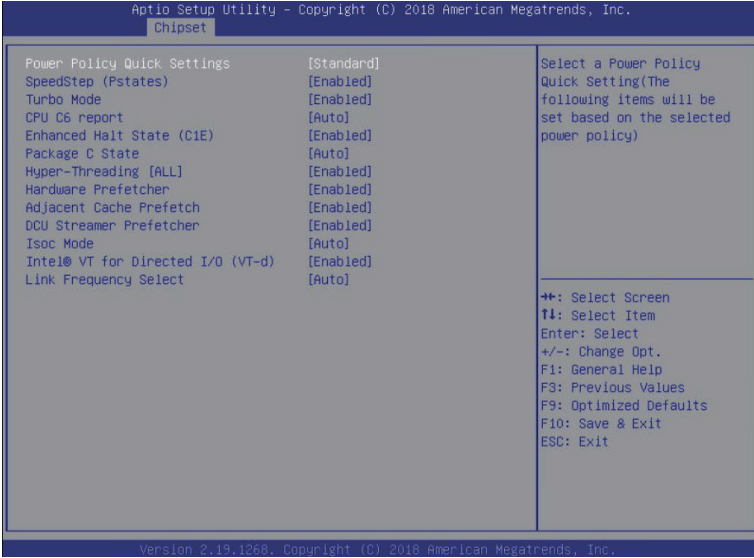 Aptio Setup Utility – Copyright (C) 2018 American Megatrends, Inc.
Chipset
Power Policy Quick Settings [Standard]
SpeedStep (Pstates) [Enabled]
Turbo Mode [Enabled]
CPU C6 report [Auto]
Enhanced Halt State (C1E) [Enabled]
Package C State [Auto]
Hyper-Threading [ALL] [Enabled]
Hardware Prefetcher [Enabled]
Adjacent Cache Prefetch [Enabled]
DCU Streamer Prefetcher [Enabled]
Isoc Mode [Auto]
Intel® VT for Directed I/O (VT-d) [Enabled]
Link Frequency Select [Auto]
Select a Power Policy
Quick Setting(The
following items will be
set based on the selected
power policy)
→←: Select Screen
↑↓: Select Item
Enter: Select
+/-: Change Opt.
F1: General Help
F3: Previous Values
F9: Optimized Defaults
F10: Save & Exit
ESC: Exit
Version 2.19.1268. Copyright (C) 2018 American Megatrends, Inc.